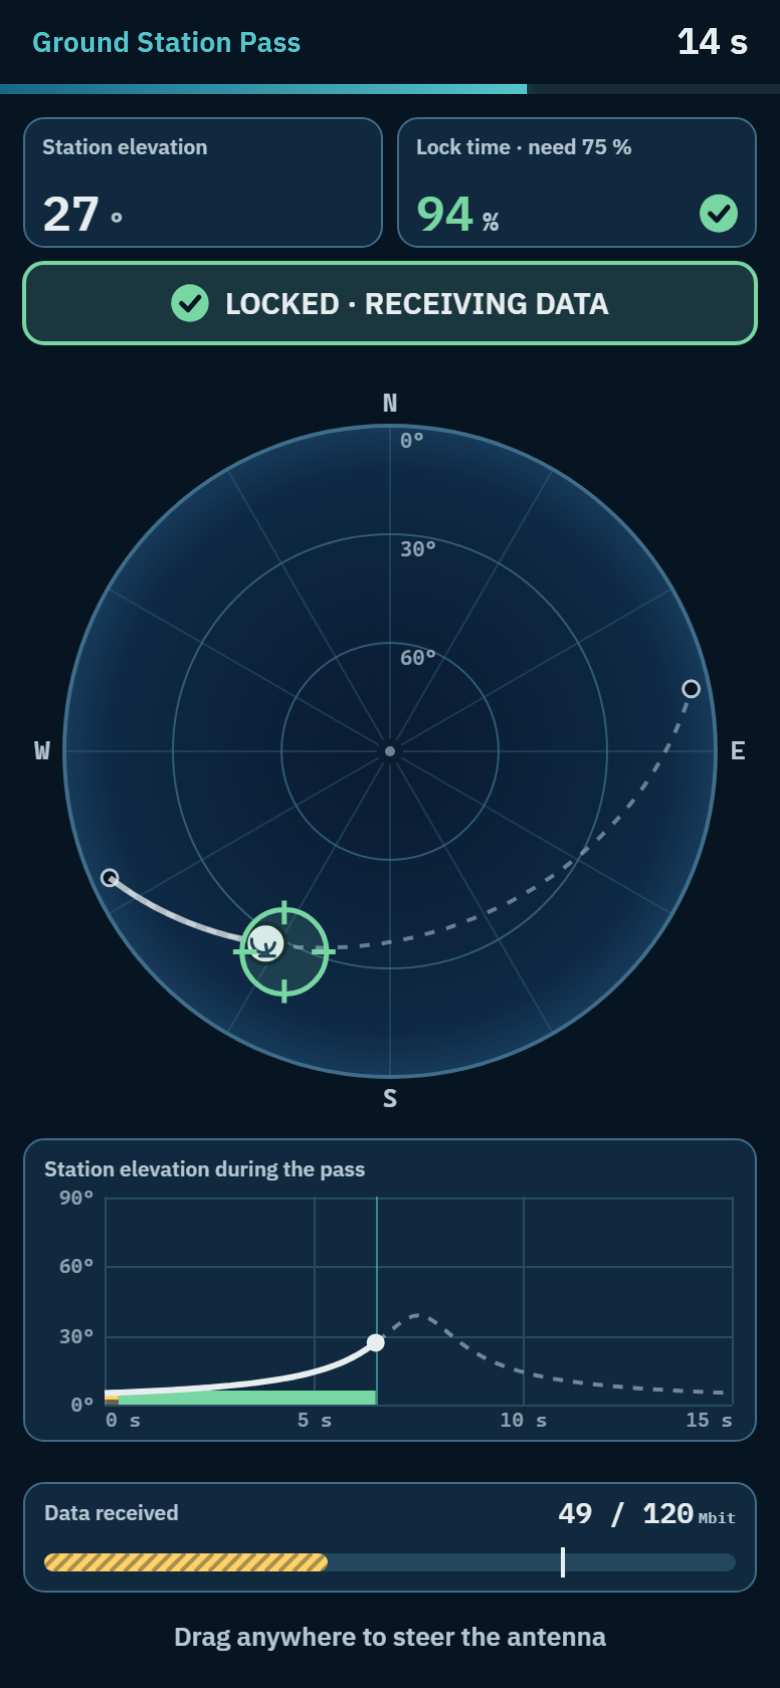 Ground Station Pass 14 s
Station elevation
27 °
Lock time · need 75 %
94 %
LOCKED · RECEIVING DATA
N
0°
30°
60°
W E
S
Station elevation during the pass
90°
60°
30°
0°
0 s 5 s 10 s 15 s
Data received 49 / 120 Mbit
Drag anywhere to steer the antenna